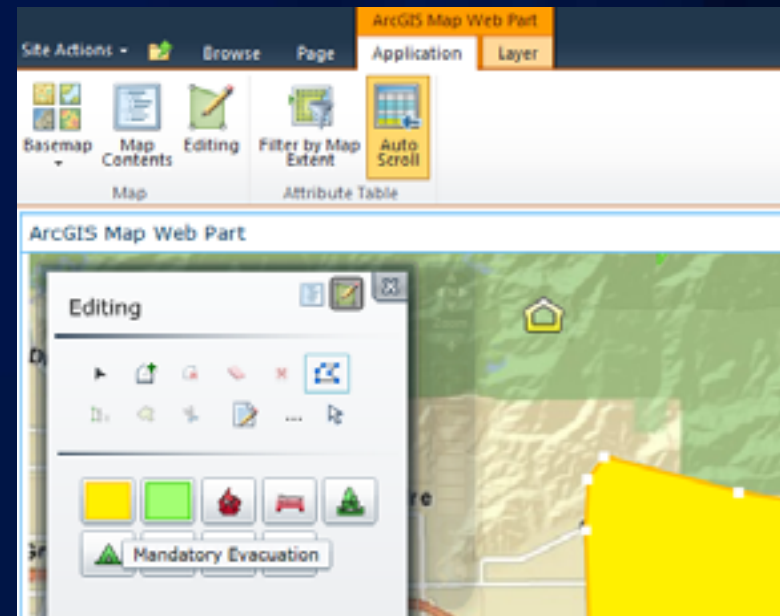 ArcGIS Map Web Part
Site Actions
Browse
Page
Application
Layer
Basemap
Map
Contents
Editing
Filter by Map
Extent
Auto
Scroll
Map
Attribute Table
ArcGIS Map Web Part
Editing
...
Mandatory Evacuation